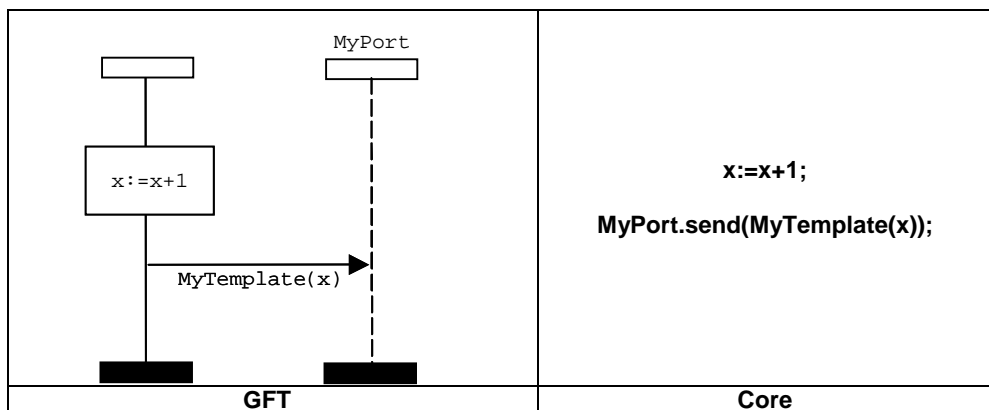 MyPort
x:=x+1
MyTemplate(x)
x:=x+1;
MyPort.send(MyTemplate(x));
GFT
Core